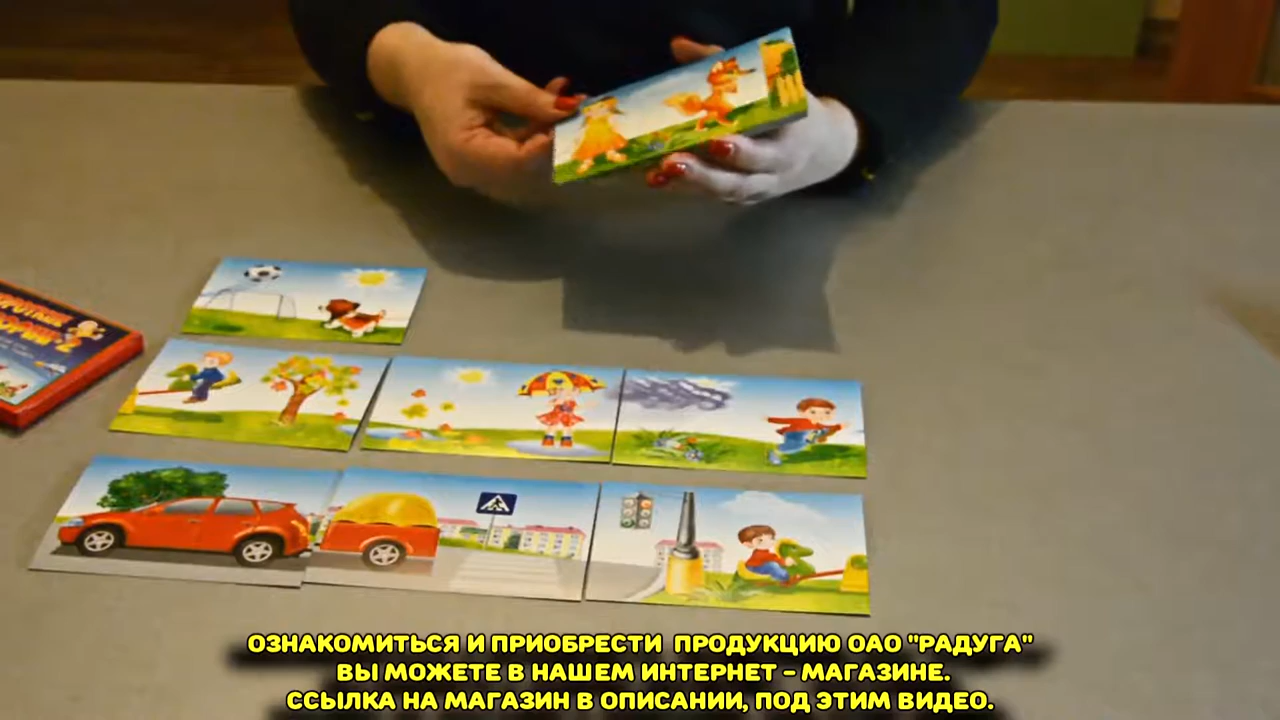 ОЗНАКОМИТЬСЯ И ПРИОБРЕСТИ ПРОДУКЦИЮ ОАО "РАДУГА"
ВЫ МОЖЕТЕ В НАШЕМ ИНТЕРНЕТ - МАГАЗИНЕ.
ССЫЛКА НА МАГАЗИН В ОПИСАНИИ, ПОД ЭТИМ ВИДЕО.